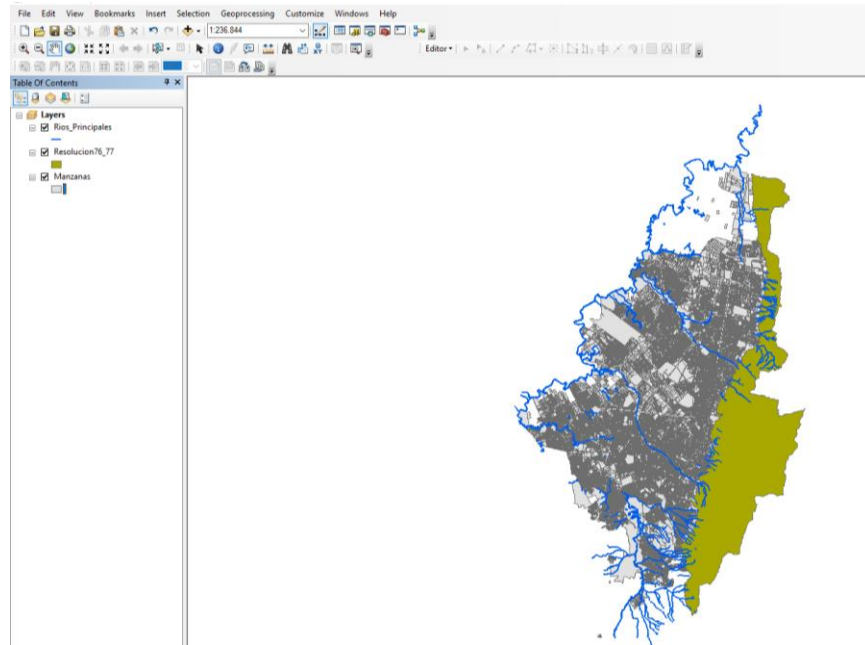 File Edit View Bookmarks Insert Selection Geoprocessing Customize Windows Help
1:236.844
Editor
Table Of Contents
Layers
Rios_Principales
Resolucion76_77
Manzanas